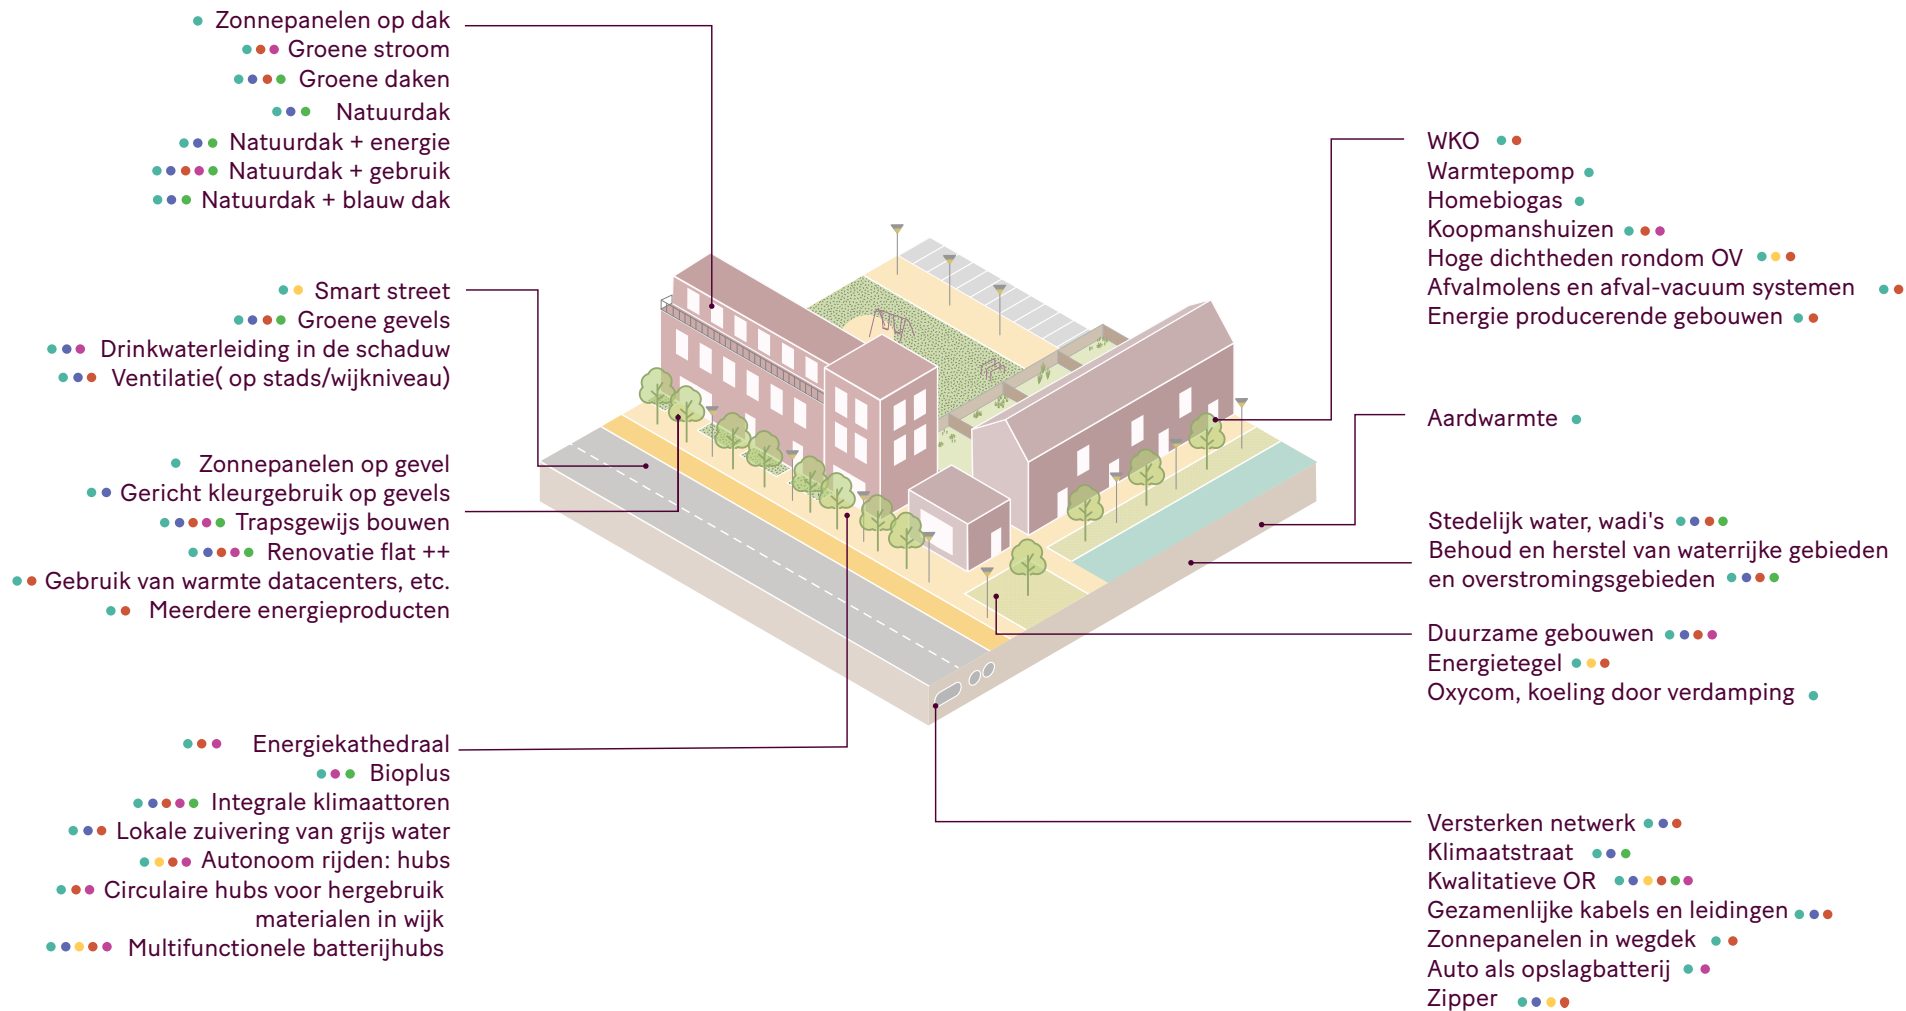 Zonnepanelen op dak
Groene stroom
Groene daken
Natuurdak
Natuurdak + energie
Natuurdak + gebruik
Natuurdak + blauw dak
Smart street
Groene gevels
Drinkwaterleiding in de schaduw
Ventilatie( op stads/wijkniveau)
Zonnepanelen op gevel
Gericht kleurgebruik op gevels
Trapsgewijs bouwen
Renovatie flat ++
Gebruik van warmte datacenters, etc.
Meerdere energieproducten
Energiekathedraal
Bioplus
Integrale klimaattoren
Lokale zuivering van grijs water
Autonoom rijden: hubs
Circulaire hubs voor hergebruik
materialen in wijk
Multifunctionele batterijhubs
WKO
Warmtepomp
Homebiogas
Koopmanshuizen
Hoge dichtheden rondom OV
Afvalmolens en afval-vacuum systemen
Energie producerende gebouwen
Aardwarmte
Stedelijk water, wadi's
Behoud en herstel van waterrijke gebieden
en overstromingsgebieden
Duurzame gebouwen
Energietegel
Oxycom, koeling door verdamping
Versterken netwerk
Klimaatstraat
Kwalitatieve OR
Gezamenlijke kabels en leidingen
Zonnepanelen in wegdek
Auto als opslagbatterij
Zipper